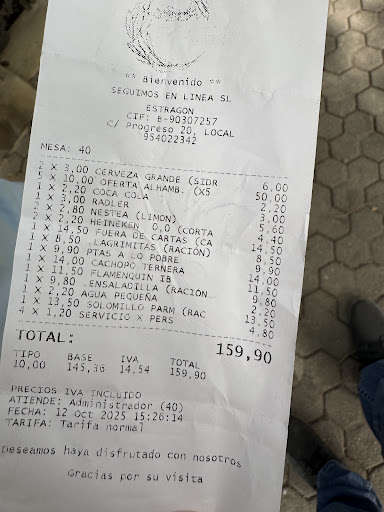 ** Bienvenido **
SEGUIMOS EN LINEA SL
ESTRAGON
CIF: B-90307257
C/ Progreso 20, LOCAL
954022342
MESA: 40
2 X 3,00 CERVEZA GRANDE (SIDR 6,00
5 X 10,00 OFERTA ALHAMB. (X5 50,00
1 X 2,20 COCA COLA 2,20
1 X 3,00 RADLER 3,00
2 X 2,80 NESTEA (LIMON) 5,60
2 X 2,20 HEINEKEN 0,0 (CORTA 4,40
1 X 14,50 FUERA DE CARTAS (CA 14,50
1 X 8,50 .LAGRIMITAS (RACIÓN) 8,50
1 X 9,90 PTAS A LO POBRE 9,90
1 X 14,00 CACHOPO TERNERA 14,00
1 X 11,50 FLAMENQUIN IB 11,50
1 X 9,80 .ENSALADILLA (RACIÓN 9,80
1 X 2,20 AGUA PEQUEÑA 2,20
1 X 13,50 SOLOMILLO PARM (RAC 13,50
4 X 1,20 SERVICIO X PERS 4,80
TOTAL: 159,90
TIPO BASE IVA TOTAL
10,00 145,36 14,54 159,90
PRECIOS IVA INCLUIDO
ATIENDE: Administrador (40)
FECHA: 12 Oct 2025 15:26:14
TARIFA: Tarifa normal
Deseamos haya disfrutado con nosotros
Gracias por su visita